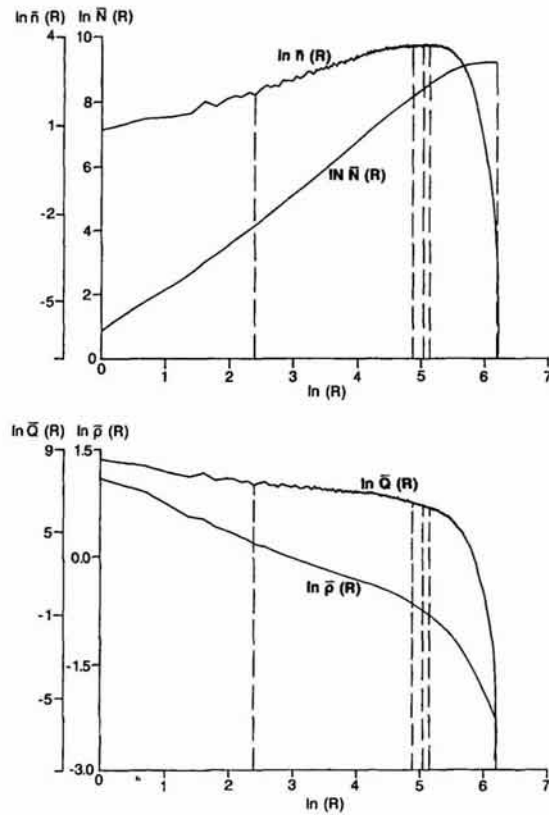 ln n̄ (R) ln N̄ (R)
4
10
ln n̄ (R)
8
1
lN N̄ (R)
6
-2
4
-5
2
0
0 1 2 3 4 5 6 7
ln (R)
ln Q̄ (R) ln ρ̄ (R)
9
1.5
ln Q̄ (R)
5
0.0
ln ρ̄ (R)
-1
-1.5
-5
-3.0
0 1 2 3 4 5 6 7
ln (R)